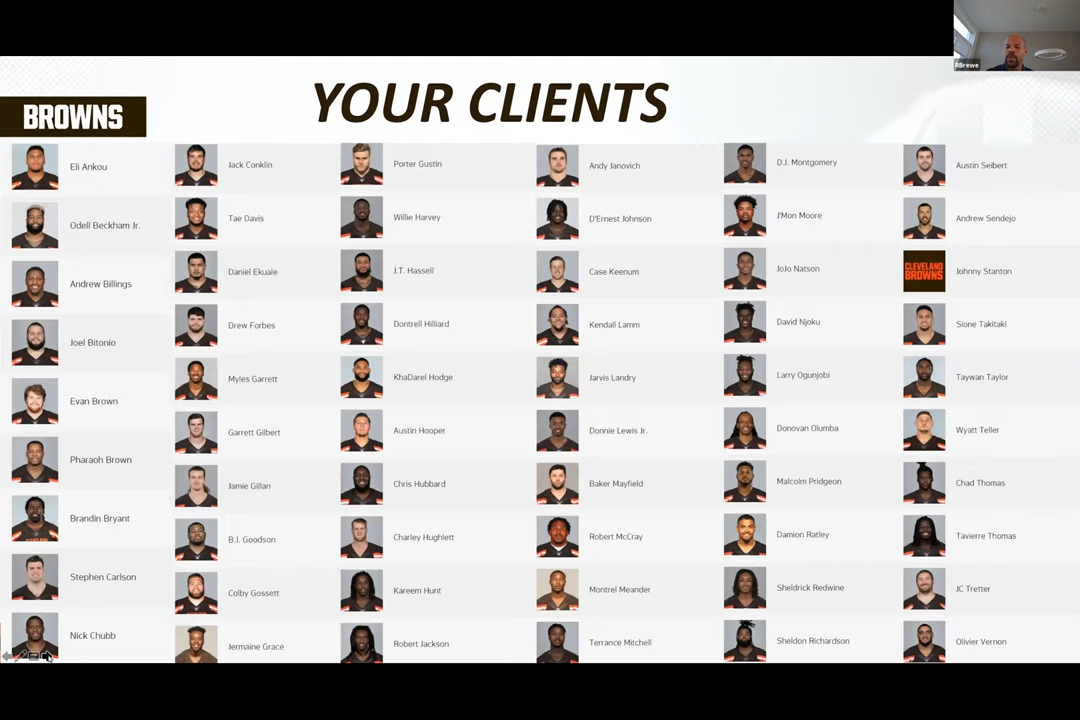 RBrewe
YOUR CLIENTS
BROWNS
Eli Ankou
Odell Beckham Jr.
Andrew Billings
Joel Bitonio
Evan Brown
Pharaoh Brown
Brandin Bryant
Stephen Carlson
Nick Chubb
Jack Conklin
Tae Davis
Daniel Ekuale
Drew Forbes
Myles Garrett
Garrett Gilbert
Jamie Gillan
B.J. Goodson
Colby Gossett
Jermaine Grace
Porter Gustin
Willie Harvey
J.T. Hassell
Dontrell Hilliard
KhaDarel Hodge
Austin Hooper
Chris Hubbard
Charley Hughlett
Kareem Hunt
Robert Jackson
Andy Janovich
D'Ernest Johnson
Case Keenum
Kendall Lamm
Jarvis Landry
Donnie Lewis Jr.
Baker Mayfield
Robert McCray
Montrel Meander
Terrance Mitchell
D.J. Montgomery
J'Mon Moore
JoJo Natson
David Njoku
Larry Ogunjobi
Donovan Olumba
Malcolm Pridgeon
Damion Ratley
Sheldrick Redwine
Sheldon Richardson
Austin Seibert
Andrew Sendejo
CLEVELAND
BROWNS
Johnny Stanton
Sione Takitaki
Taywan Taylor
Wyatt Teller
Chad Thomas
Tavierre Thomas
JC Tretter
Olivier Vernon